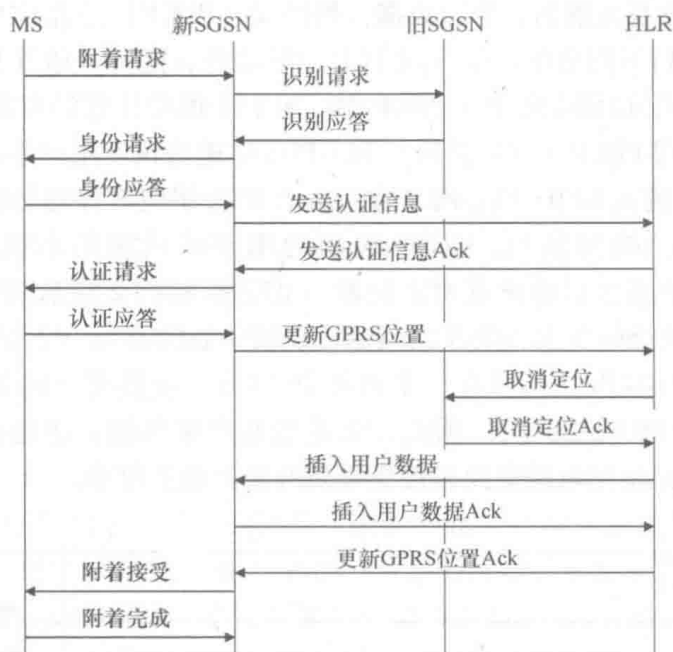 MS 新SGSN 旧SGSN HLR
附着请求
识别请求
识别应答
身份请求
身份应答
发送认证信息
发送认证信息Ack
认证请求
认证应答
更新GPRS位置
取消定位
取消定位Ack
插入用户数据
插入用户数据Ack
更新GPRS位置Ack
附着接受
附着完成